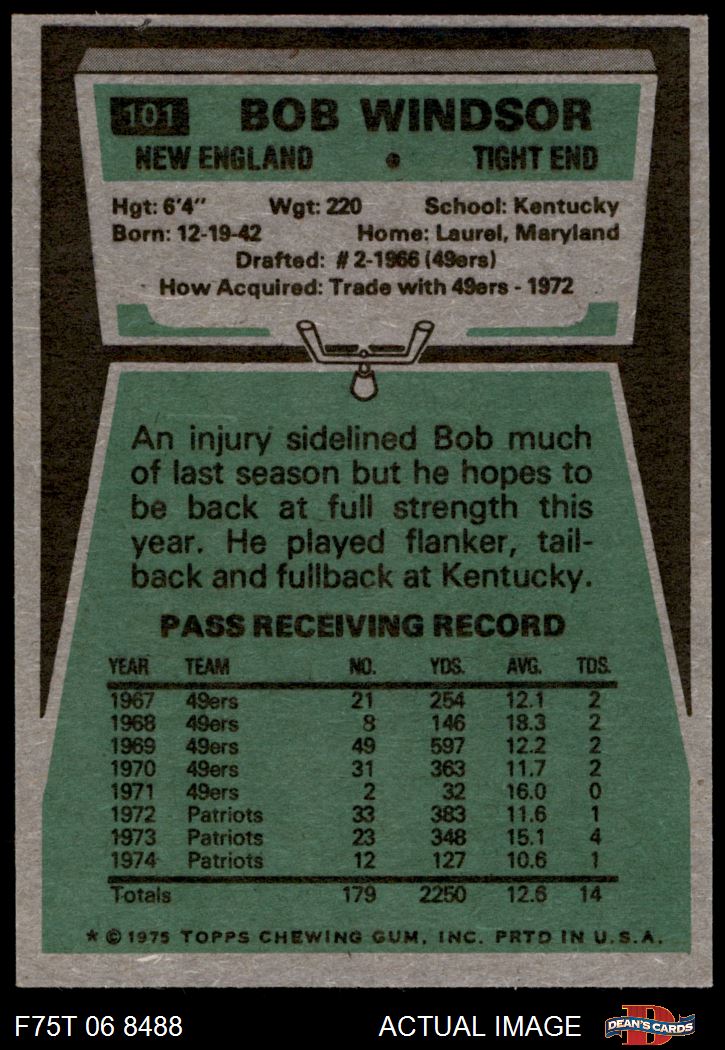 101 BOB WINDSOR
NEW ENGLAND • TIGHT END
Hgt: 6'4" Wgt: 220 School: Kentucky
Born: 12-19-42 Home: Laurel, Maryland
Drafted: #2-1966 (49ers)
How Acquired: Trade with 49ers - 1972
An injury sidelined Bob much
of last season but he hopes to
be back at full strength this
year. He played flanker, tail-
back and fullback at Kentucky.
PASS RECEIVING RECORD
YEAR TEAM NO. YDS. AVG. TDS.
1967 49ers 21 254 12.1 2
1968 49ers 8 146 18.3 2
1969 49ers 49 597 12.2 2
1970 49ers 31 363 11.7 2
1971 49ers 2 32 16.0 0
1972 Patriots 33 383 11.6 1
1973 Patriots 23 348 15.1 4
1974 Patriots 12 127 10.6 1
Totals 179 2250 12.6 14
* © 1975 TOPPS CHEWING GUM, INC. PRTD IN U.S.A.
F75T 06 8488 ACTUAL IMAGE D DEAN'S CARDS